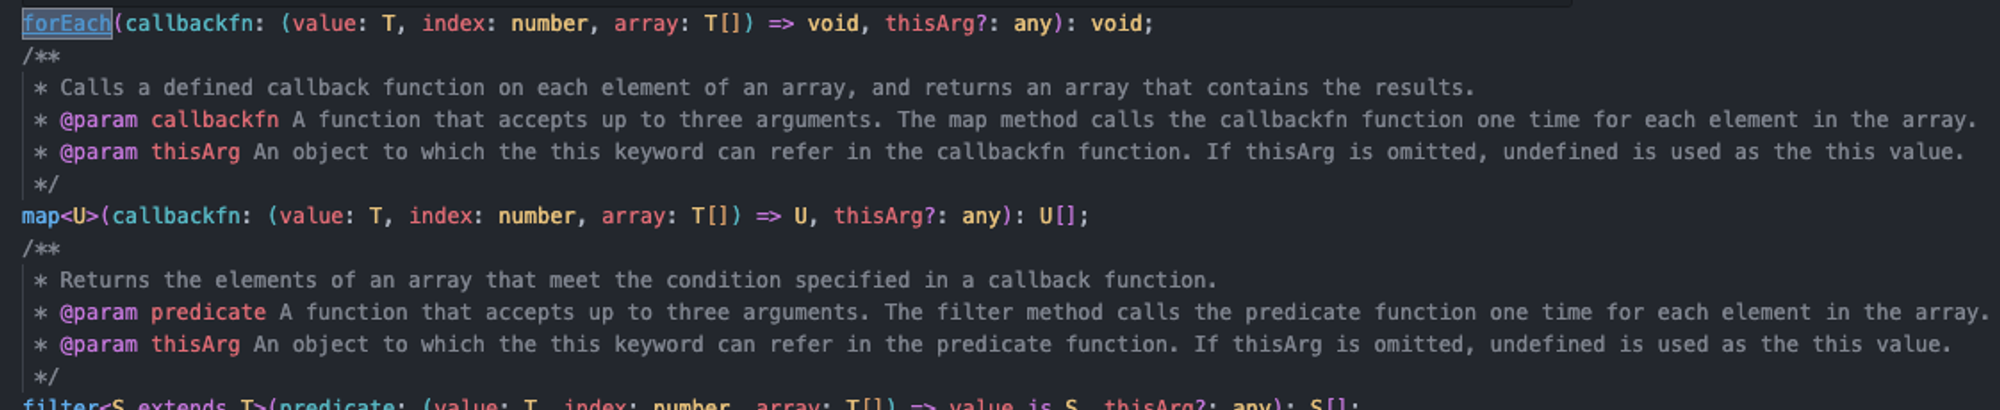 forEach(callbackfn: (value: T, index: number, array: T[]) => void, thisArg?: any): void;
/**
* Calls a defined callback function on each element of an array, and returns an array that contains the results.
* @param callbackfn A function that accepts up to three arguments. The map method calls the callbackfn function one time for each element in the array.
* @param thisArg An object to which the this keyword can refer in the callbackfn function. If thisArg is omitted, undefined is used as the this value.
*/
map<U>(callbackfn: (value: T, index: number, array: T[]) => U, thisArg?: any): U[];
/**
* Returns the elements of an array that meet the condition specified in a callback function.
* @param predicate A function that accepts up to three arguments. The filter method calls the predicate function one time for each element in the array.
* @param thisArg An object to which the this keyword can refer in the predicate function. If thisArg is omitted, undefined is used as the this value.
*/
filter<S extends T>(predicate: (value: T, index: number, array: T[]) => value is S, thisArg?: any): S[];